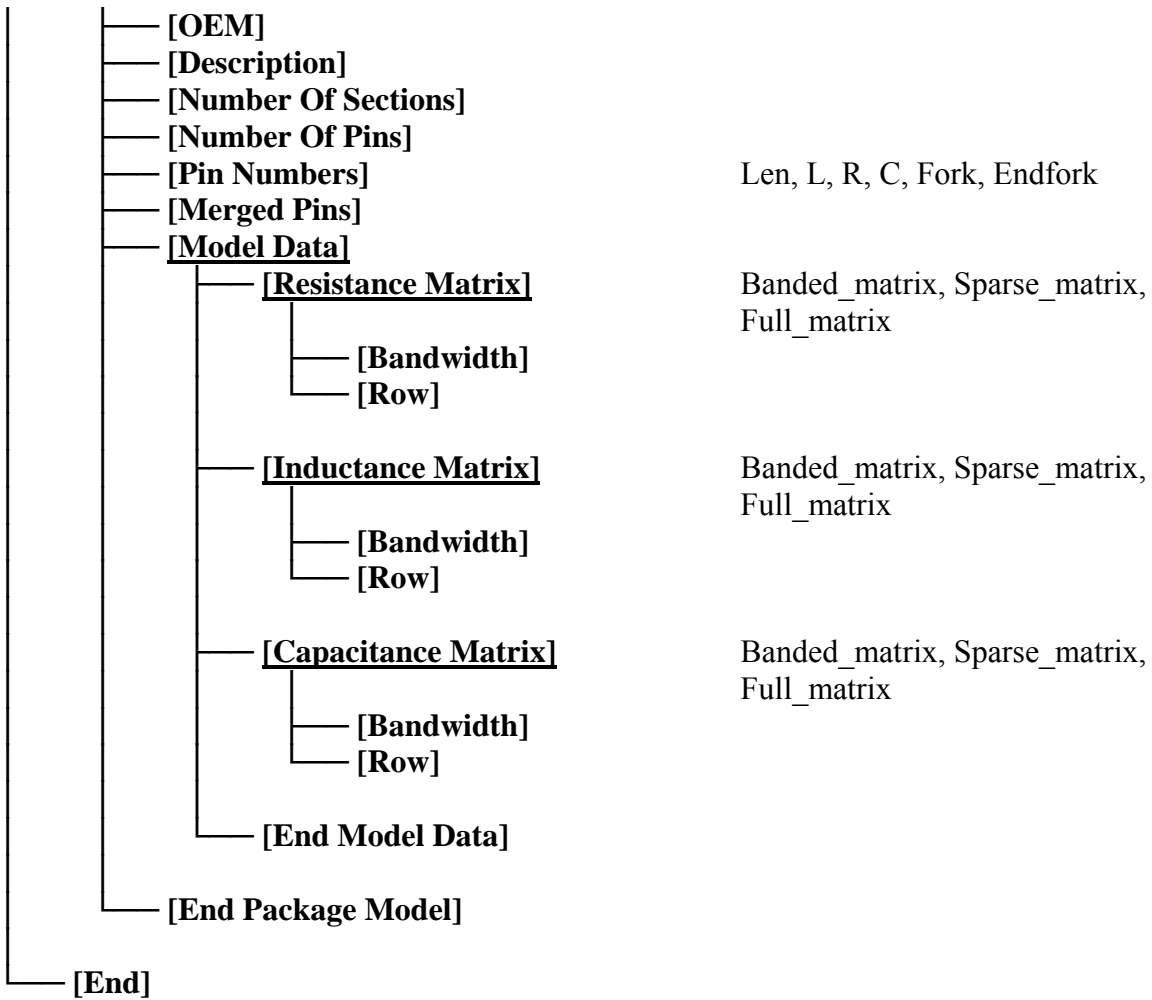 [OEM]
[Description]
[Number Of Sections]
[Number Of Pins]
[Pin Numbers] Len, L, R, C, Fork, Endfork
[Merged Pins]
[Model Data]
[Resistance Matrix] Banded_matrix, Sparse_matrix,
Full_matrix
[Bandwidth]
[Row]
[Inductance Matrix] Banded_matrix, Sparse_matrix,
Full_matrix
[Bandwidth]
[Row]
[Capacitance Matrix] Banded_matrix, Sparse_matrix,
Full_matrix
[Bandwidth]
[Row]
[End Model Data]
[End Package Model]
[End]